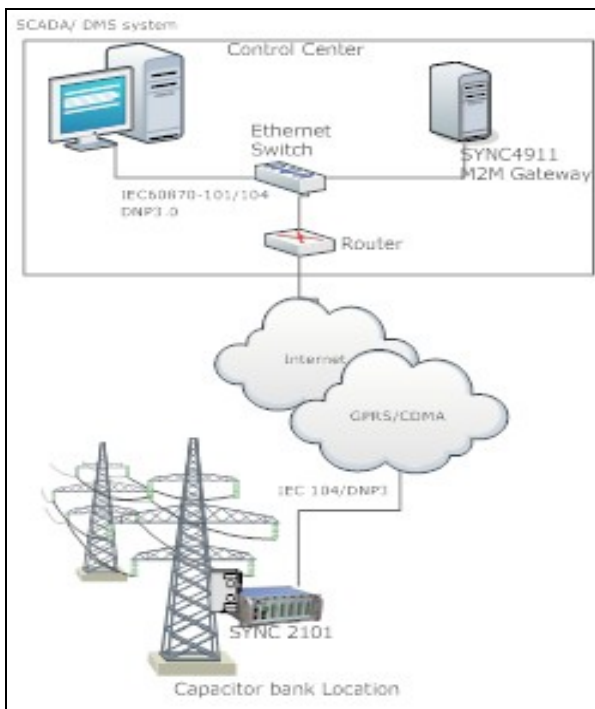 SCADA/ DMS system
Control Center
Ethernet
Switch
SYNC4911
M2M Gateway
IEC60870-101/104
DNP3.0
Router
Internet
GPRS/CDMA
IEC 104/DNP3
SYNC 2101
Capacitor bank Location